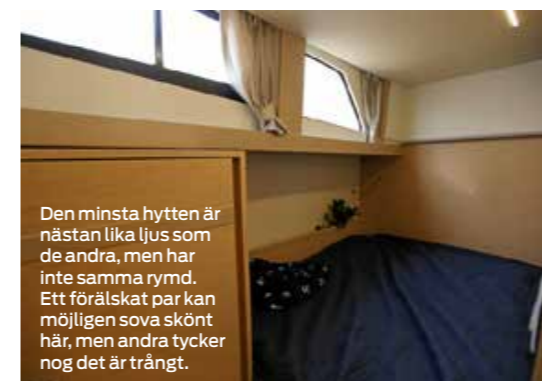 Den minsta hytten är
nästan lika ljus som
de andra, men har
inte samma rymd.
Ett förälskat par kan
möjligen sova skönt
här, men andra tycker
nog det är trångt.